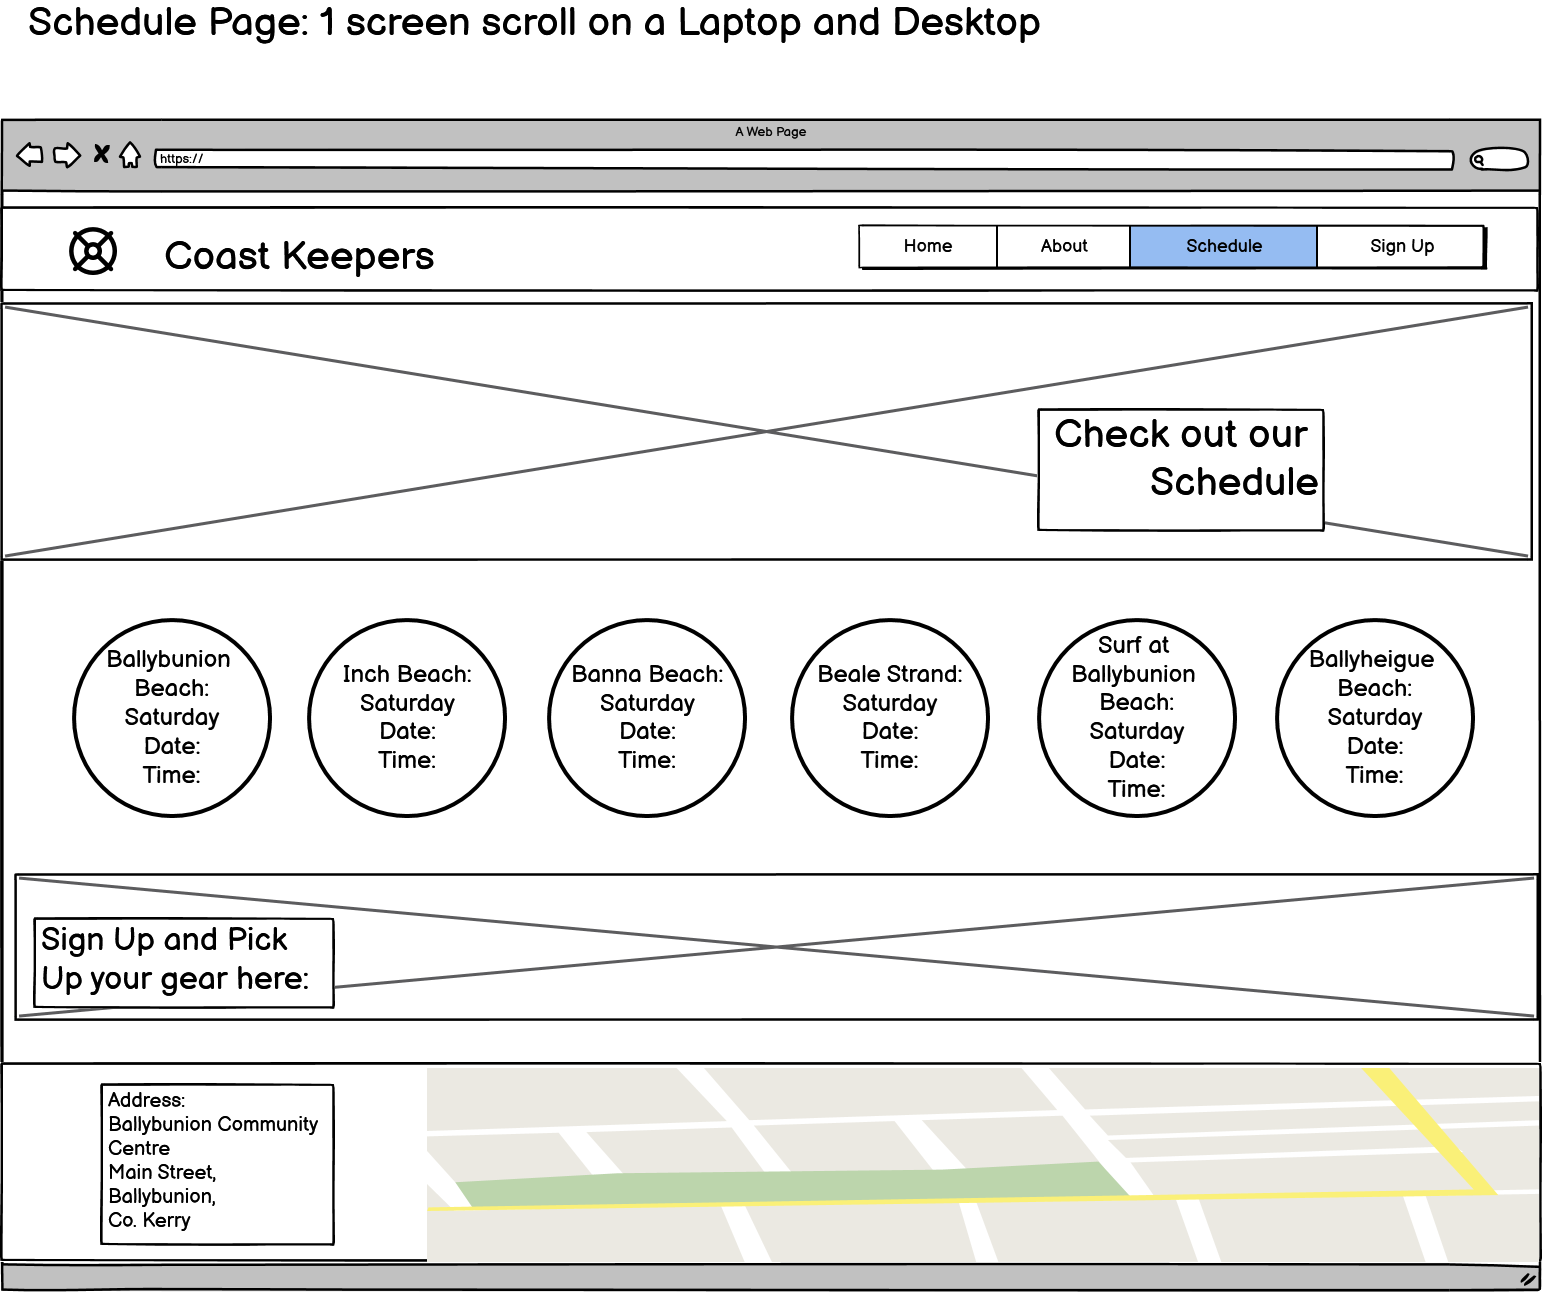 Schedule Page: 1 screen scroll on a Laptop and Desktop
A Web Page
https://
Coast Keepers
Home
About
Schedule
Sign Up
Check out our
Schedule
Ballybunion
Beach:
Saturday
Date:
Time:
Inch Beach:
Saturday
Date:
Time:
Banna Beach:
Saturday
Date:
Time:
Beale Strand:
Saturday
Date:
Time:
Surf at
Ballybunion
Beach:
Saturday
Date:
Time:
Ballyheigue
Beach:
Saturday
Date:
Time:
Sign Up and Pick
Up your gear here:
Address:
Ballybunion Community
Centre
Main Street,
Ballybunion,
Co. Kerry